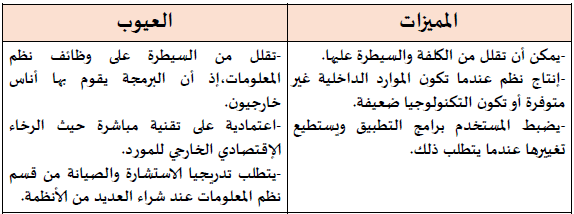 المميزات
-يمكن أن تقلل من الكلفة والسيطرة عليها.
-إنتاج نظم عندما تكون الموارد الداخلية غير
متوفرة أو تكون التكنولوجيا ضعيفة.
-يضبط المستخدم برامج التطبيق ويستطيع
تغييرها عندما يتطلب ذلك.
العيوب
-تقلل من السيطرة على وظائف نظم
المعلومات،إذ أن البرمجة يقوم بها أناس
خارجيون.
-اعتمادية على تقنية مباشرة حيث الرخاء
الإقتصادي الخارجي للمورد.
-يتطلب تدريجيا الاستشارة والصيانة من قسم
نظم المعلومات عند شراء العديد من الأنظمة.